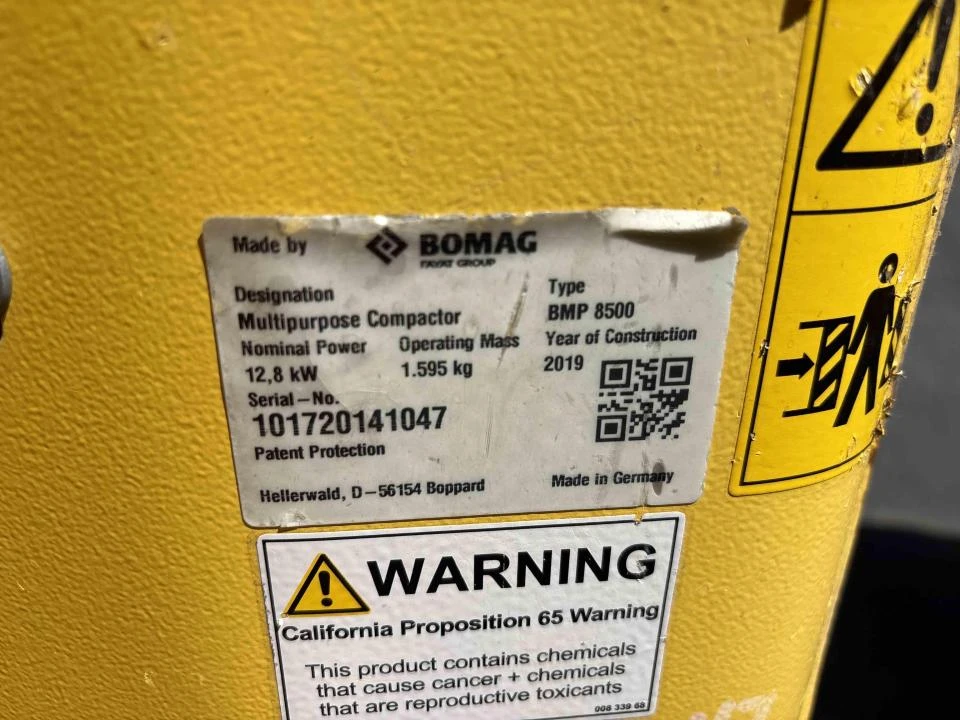 Made by BOMAG
FAYAT GROUP
Designation
Multipurpose Compactor
Type
BMP 8500
Nominal Power Operating Mass Year of Construction
12,8 kW 1.595 kg 2019
Serial-No.
101720141047
Patent Protection
Hellerwald, D-56154 Boppard Made in Germany
WARNING
California Proposition 65 Warning
This product contains chemicals
that cause cancer + chemicals
that are reproductive toxicants
008 339 68